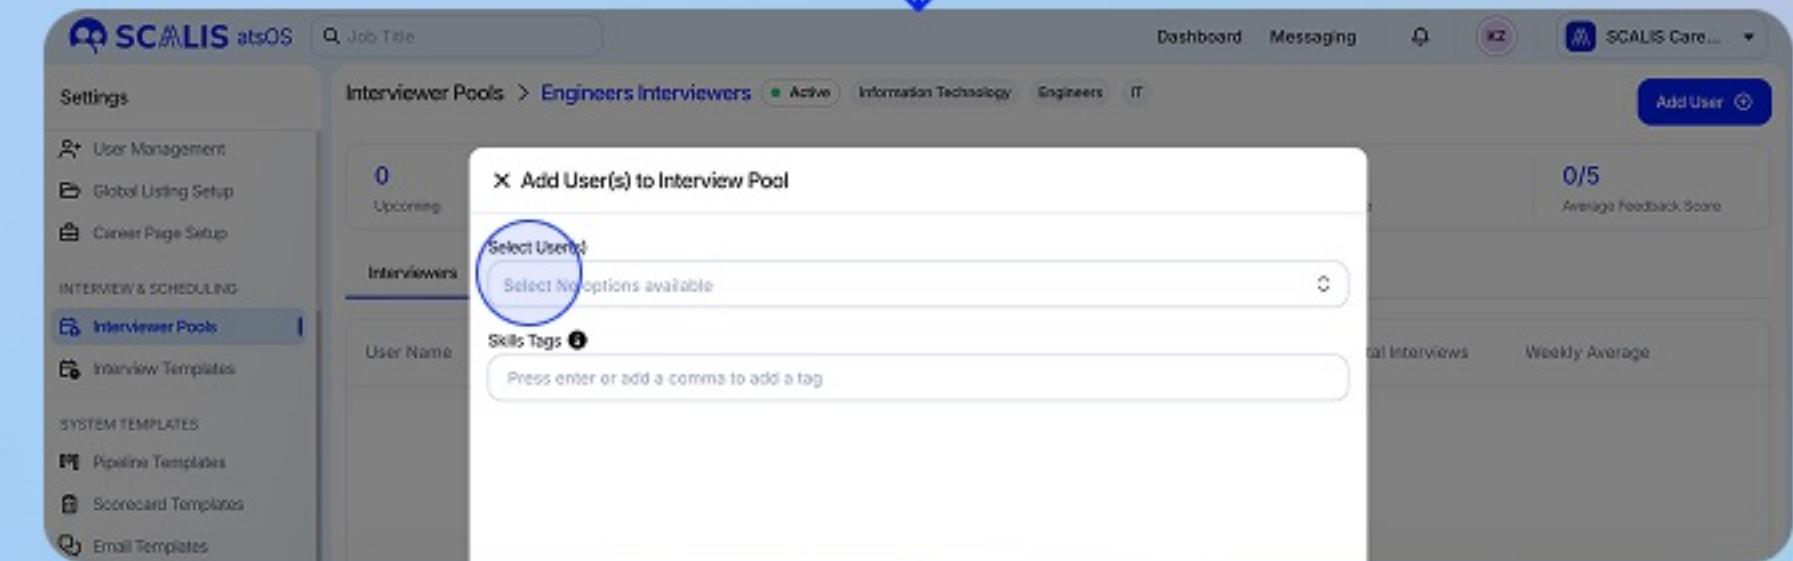 SCALIS atsOS
Job Title
Dashboard
Messaging
KZ
SCALIS Care...
Settings
User Management
Global Listing Setup
Career Page Setup
INTERVIEW & SCHEDULING
Interviewer Pools
Interview Templates
SYSTEM TEMPLATES
Pipeline Templates
Scorecard Templates
Email Templates
Interviewer Pools > Engineers Interviewers
Active
Information Technology
Engineers
IT
Add User
0
Upcoming
0/5
Average Feedback Score
Interviewers
User Name
tal Interviews
Weekly Average
Add User(s) to Interview Pool
Select User(s)
Select No options available
Skills Tags
Press enter or add a comma to add a tag